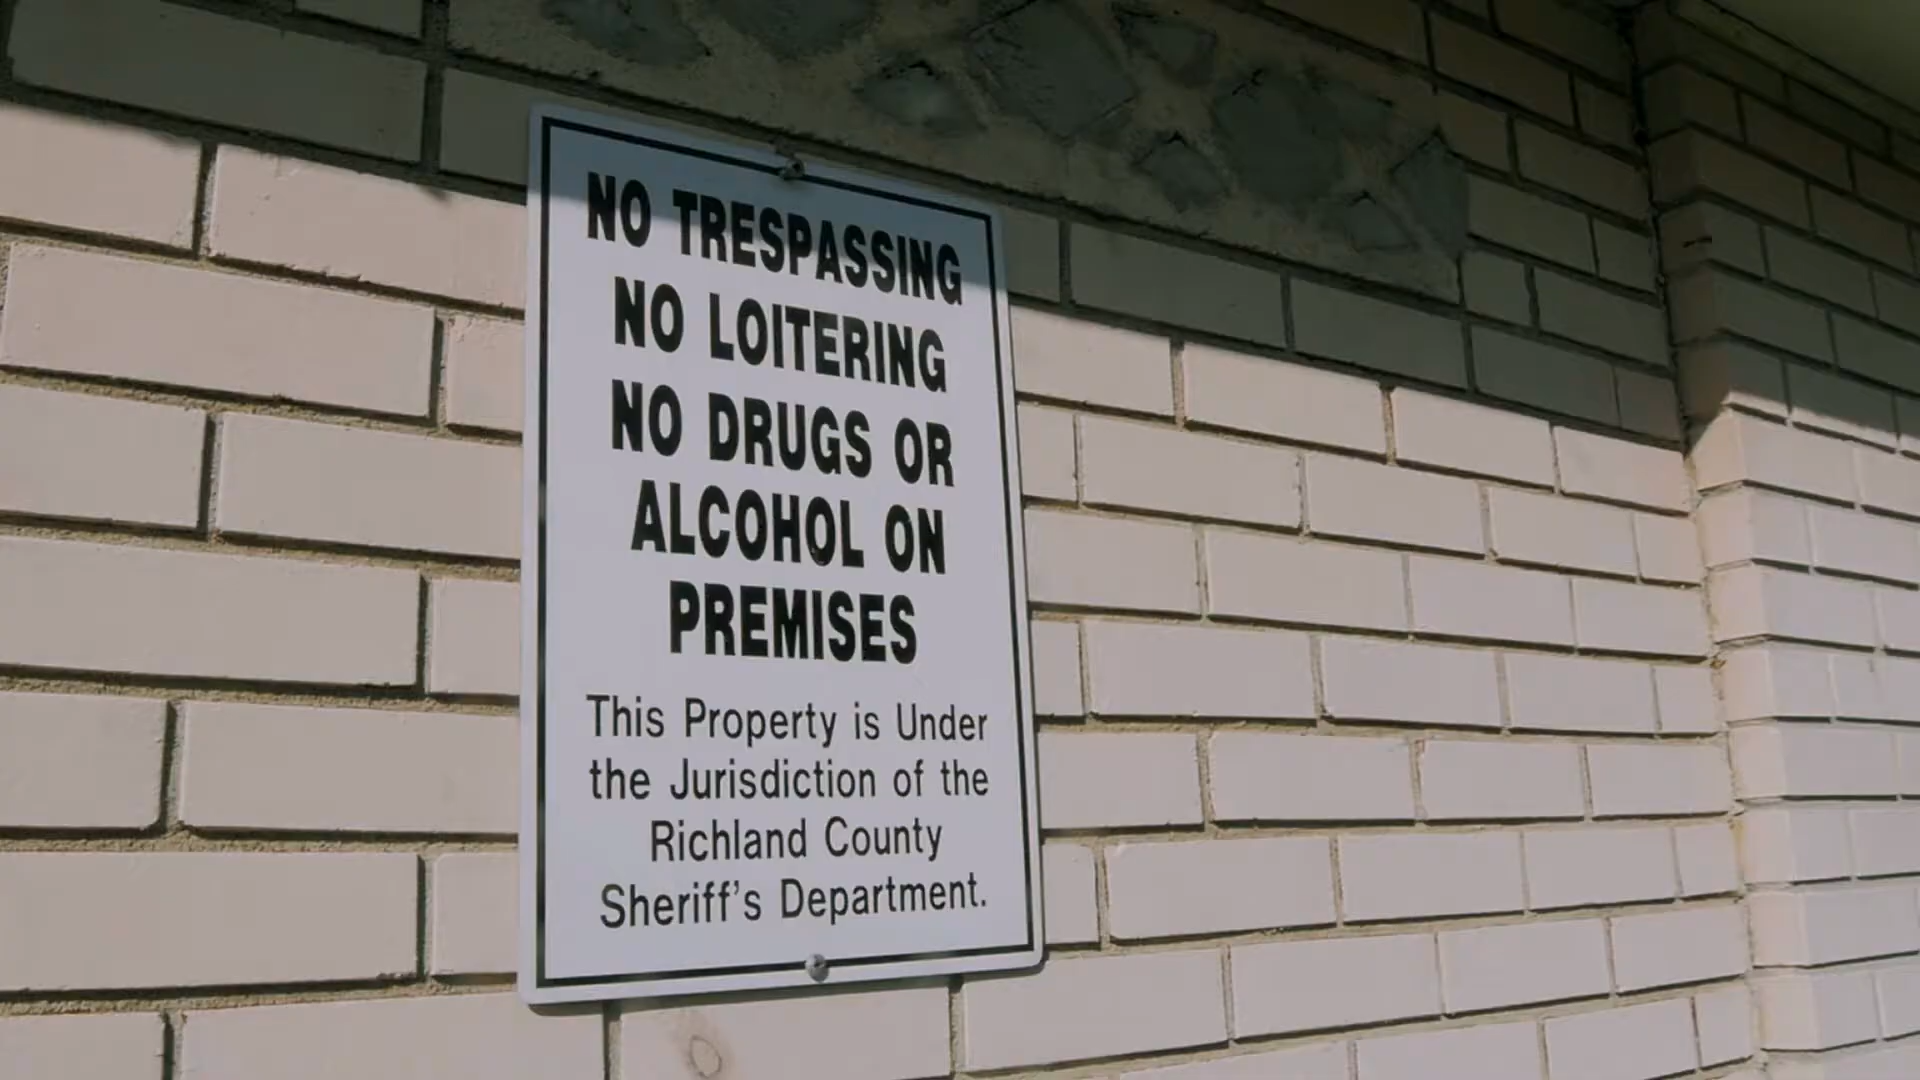 NO TRESPASSING
NO LOITERING
NO DRUGS OR
ALCOHOL ON
PREMISES
This Property is Under
the Jurisdiction of the
Richland County
Sheriff's Department.